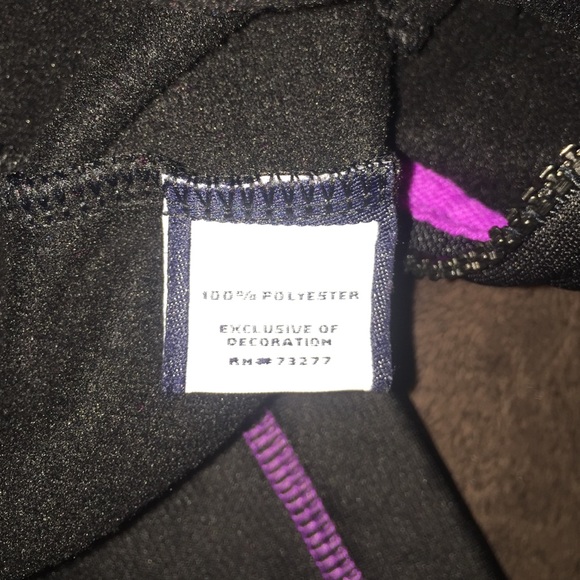 100% POLYESTER
EXCLUSIVE OF
DECORATION
RN# 73277